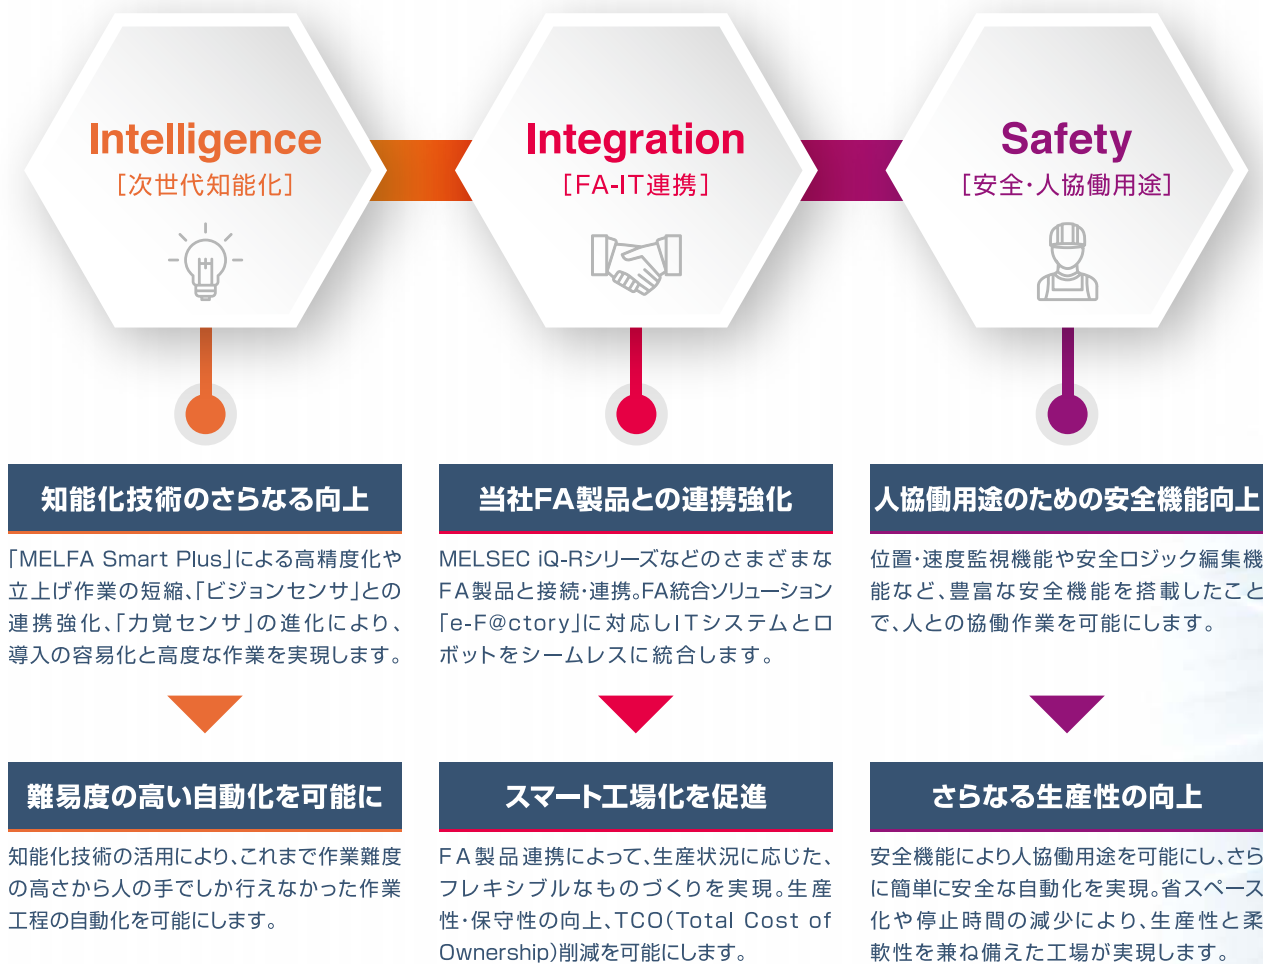 Intelligence
[次世代知能化]
Integration
[FA-IT連携]
Safety
[安全・人協働用途]
知能化技術のさらなる向上
「MELFA Smart Plus」による高精度化や
立上げ作業の短縮、「ビジョンセンサ」との
連携強化、「力覚センサ」の進化により、
導入の容易化と高度な作業を実現します。
当社FA製品との連携強化
MELSEC iQ-Rシリーズなどのさまざまな
FA製品と接続・連携。FA統合ソリューション
「e-F@ctory」に対応しITシステムとロ
ボットをシームレスに統合します。
人協働用途のための安全機能向上
位置・速度監視機能や安全ロジック編集機
能など、豊富な安全機能を搭載したこと
で、人との協働作業を可能にします。
難易度の高い自動化を可能に
知能化技術の活用により、これまで作業難度
の高さから人の手でしか行えなかった作業
工程の自動化を可能にします。
スマート工場化を促進
FA製品連携によって、生産状況に応じた、
フレキシブルなものづくりを実現。生産
性・保守性の向上、TCO(Total Cost of
Ownership)削減を可能にします。
さらなる生産性の向上
安全機能により人協働用途を可能にし、さら
に簡単に安全な自動化を実現。省スペース
化や停止時間の減少により、生産性と柔
軟性を兼ね備えた工場が実現します。